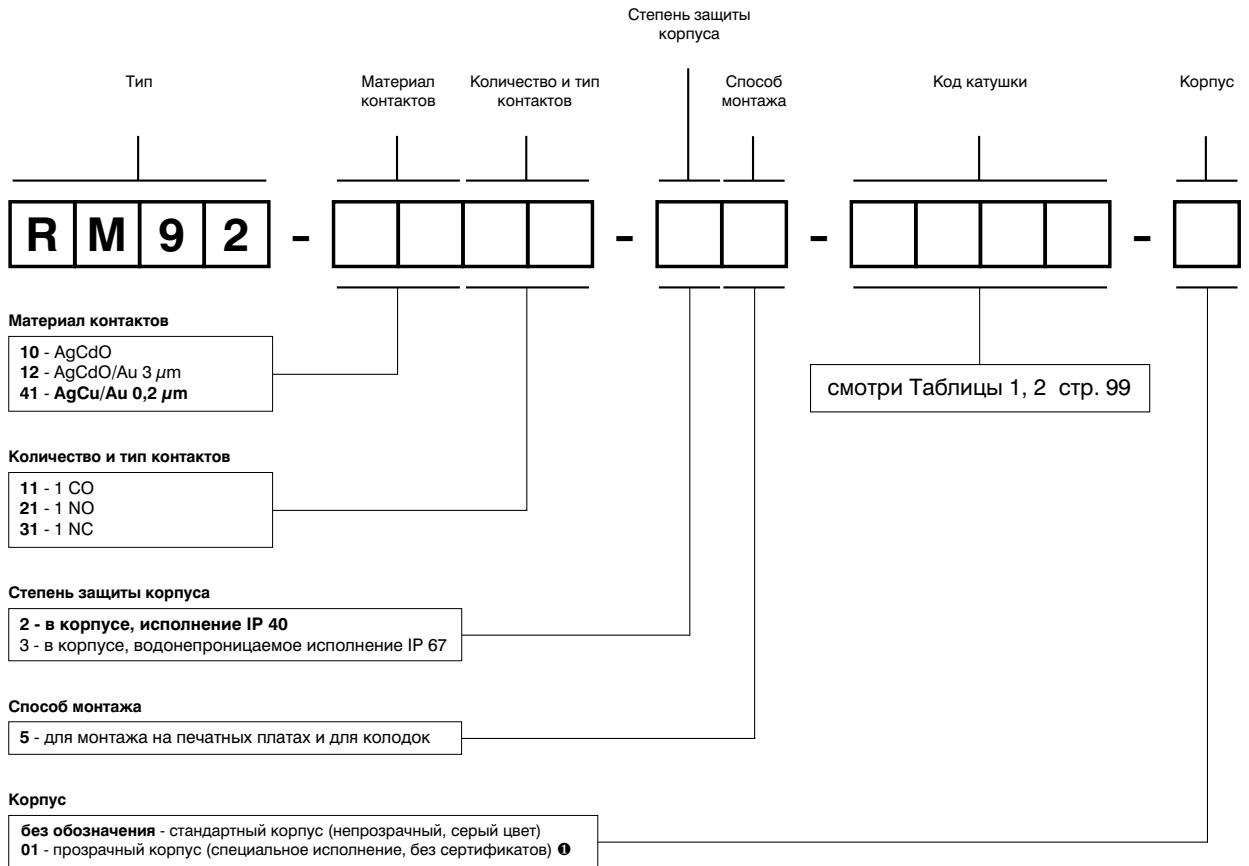 Степень защиты
корпуса
Тип
Материал
контактов
Количество и тип
контактов
Способ
монтажа
Код катушки
Корпус
R M 9 2 - - - -
Материал контактов
10 - AgCdO
12 - AgCdO/Au 3 µm
41 - AgCu/Au 0,2 µm
смотри Таблицы 1, 2 стр. 99
Количество и тип контактов
11 - 1 CO
21 - 1 NO
31 - 1 NC
Степень защиты корпуса
2 - в корпусе, исполнение IP 40
3 - в корпусе, водонепроницаемое исполнение IP 67
Способ монтажа
5 - для монтажа на печатных платах и для колодок
Корпус
без обозначения - стандартный корпус (непрозрачный, серый цвет)
01 - прозрачный корпус (специальное исполнение, без сертификатов) ❶